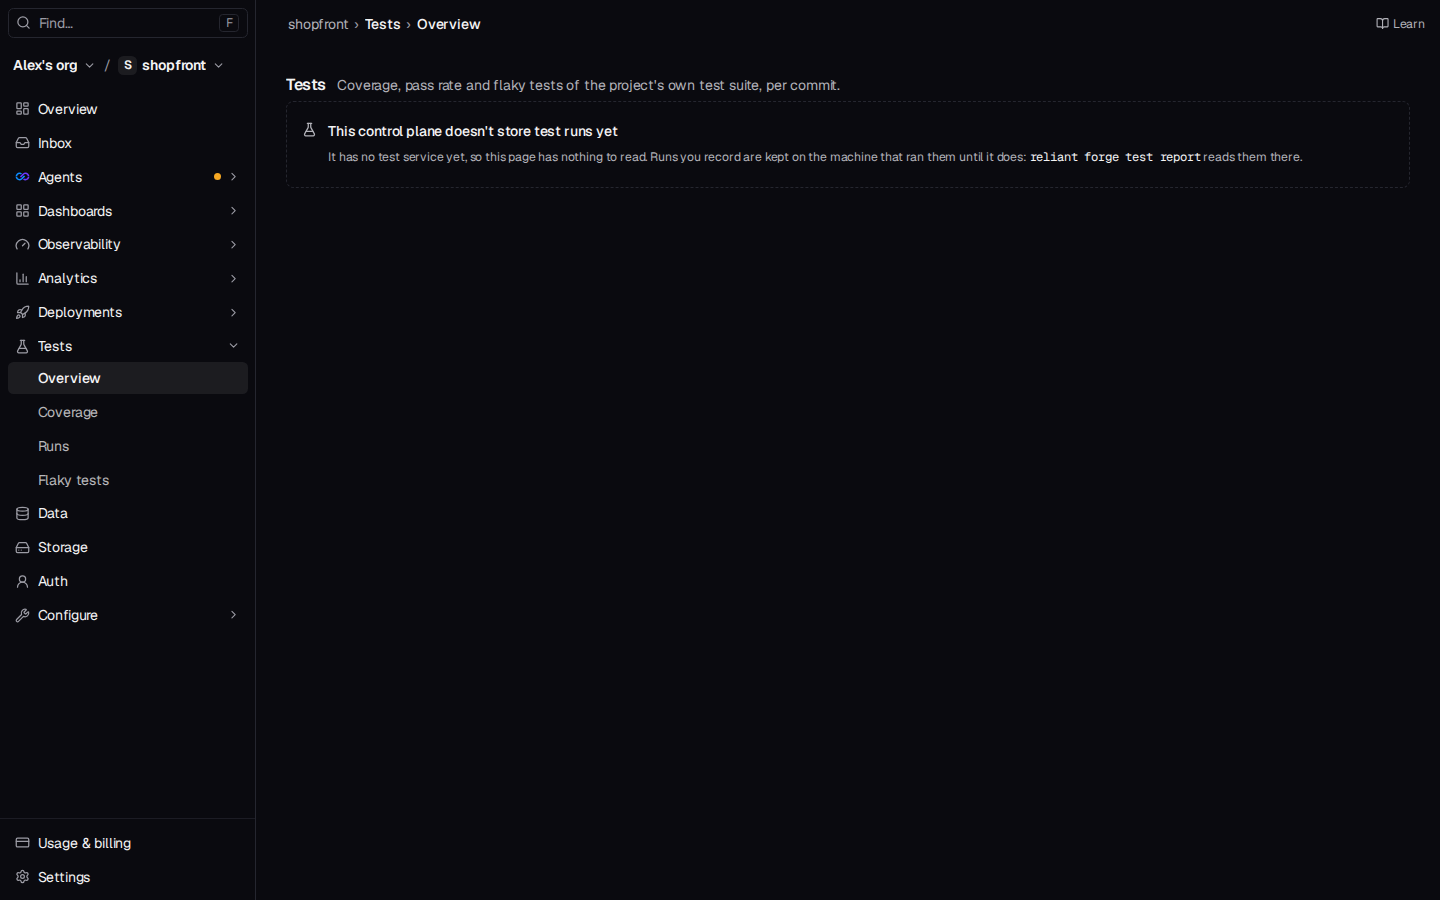 Find...
F
Alex's org / S shopfront
Overview
Inbox
Agents
Dashboards
Observability
Analytics
Deployments
Tests
Overview
Coverage
Runs
Flaky tests
Data
Storage
Auth
Configure
Usage & billing
Settings
shopfront › Tests › Overview
Learn
Tests Coverage, pass rate and flaky tests of the project's own test suite, per commit.
This control plane doesn't store test runs yet
It has no test service yet, so this page has nothing to read. Runs you record are kept on the machine that ran them until it does: reliant forge test report reads them there.